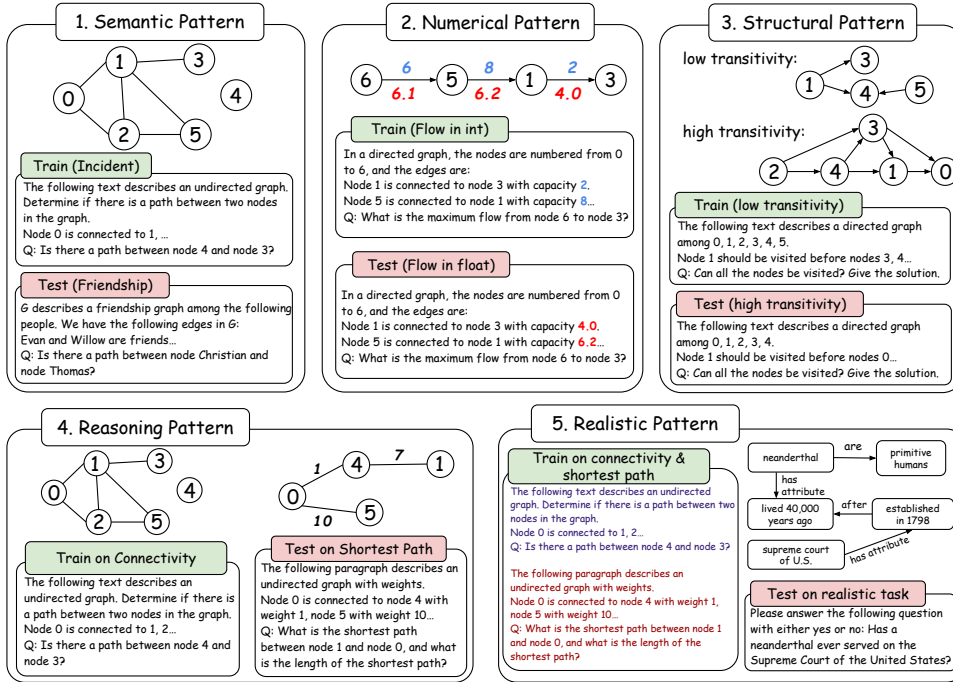 1. Semantic Pattern
1
3
0
4
2
5
Train (Incident)
The following text describes an undirected graph.
Determine if there is a path between two nodes
in the graph.
Node 0 is connected to 1, ...
Q: Is there a path between node 4 and node 3?
Test (Friendship)
G describes a friendship graph among the following
people. We have the following edges in G:
Evan and Willow are friends...
Q: Is there a path between node Christian and
node Thomas?
2. Numerical Pattern
6 8 2
6 5 1 3
6.1 6.2 4.0
Train (Flow in int)
In a directed graph, the nodes are numbered from 0
to 6, and the edges are:
Node 1 is connected to node 3 with capacity 2.
Node 5 is connected to node 1 with capacity 8...
Q: What is the maximum flow from node 6 to node 3?
Test (Flow in float)
In a directed graph, the nodes are numbered from 0
to 6, and the edges are:
Node 1 is connected to node 3 with capacity 4.0.
Node 5 is connected to node 1 with capacity 6.2...
Q: What is the maximum flow from node 6 to node 3?
3. Structural Pattern
low transitivity:
3
1
4
5
high transitivity:
3
2 4 1 0
Train (low transitivity)
The following text describes a directed graph
among 0, 1, 2, 3, 4, 5.
Node 1 should be visited before nodes 3, 4...
Q: Can all the nodes be visited? Give the solution.
Test (high transitivity)
The following text describes a directed graph
among 0, 1, 2, 3, 4.
Node 1 should be visited before nodes 0...
Q: Can all the nodes be visited? Give the solution.
4. Reasoning Pattern
1
3
0
4
2
5
1
4
7
1
0
10
5
Train on Connectivity
The following text describes an
undirected graph. Determine if there is
a path between two nodes in the graph.
Node 0 is connected to 1, 2...
Q: Is there a path between node 4 and
node 3?
Test on Shortest Path
The following paragraph describes an
undirected graph with weights.
Node 0 is connected to node 4 with
weight 1, node 5 with weight 10...
Q: What is the shortest path
between node 1 and node 0, and what
is the length of the shortest path?
5. Realistic Pattern
Train on connectivity &
shortest path
The following text describes an undirected
graph. Determine if there is a path between two
nodes in the graph.
Node 0 is connected to 1, 2...
Q: Is there a path between node 4 and node 3?
The following paragraph describes an
undirected graph with weights.
Node 0 is connected to node 4 with weight 1,
node 5 with weight 10...
Q: What is the shortest path between node 1
and node 0, and what is the length of the
shortest path?
neanderthal
are
primitive
humans
has
attribute
lived 40,000
years ago
after
established
in 1798
supreme court
of U.S.
has attribute
Test on realistic task
Please answer the following question
with either yes or no: Has a
neanderthal ever served on the
Supreme Court of the United States?